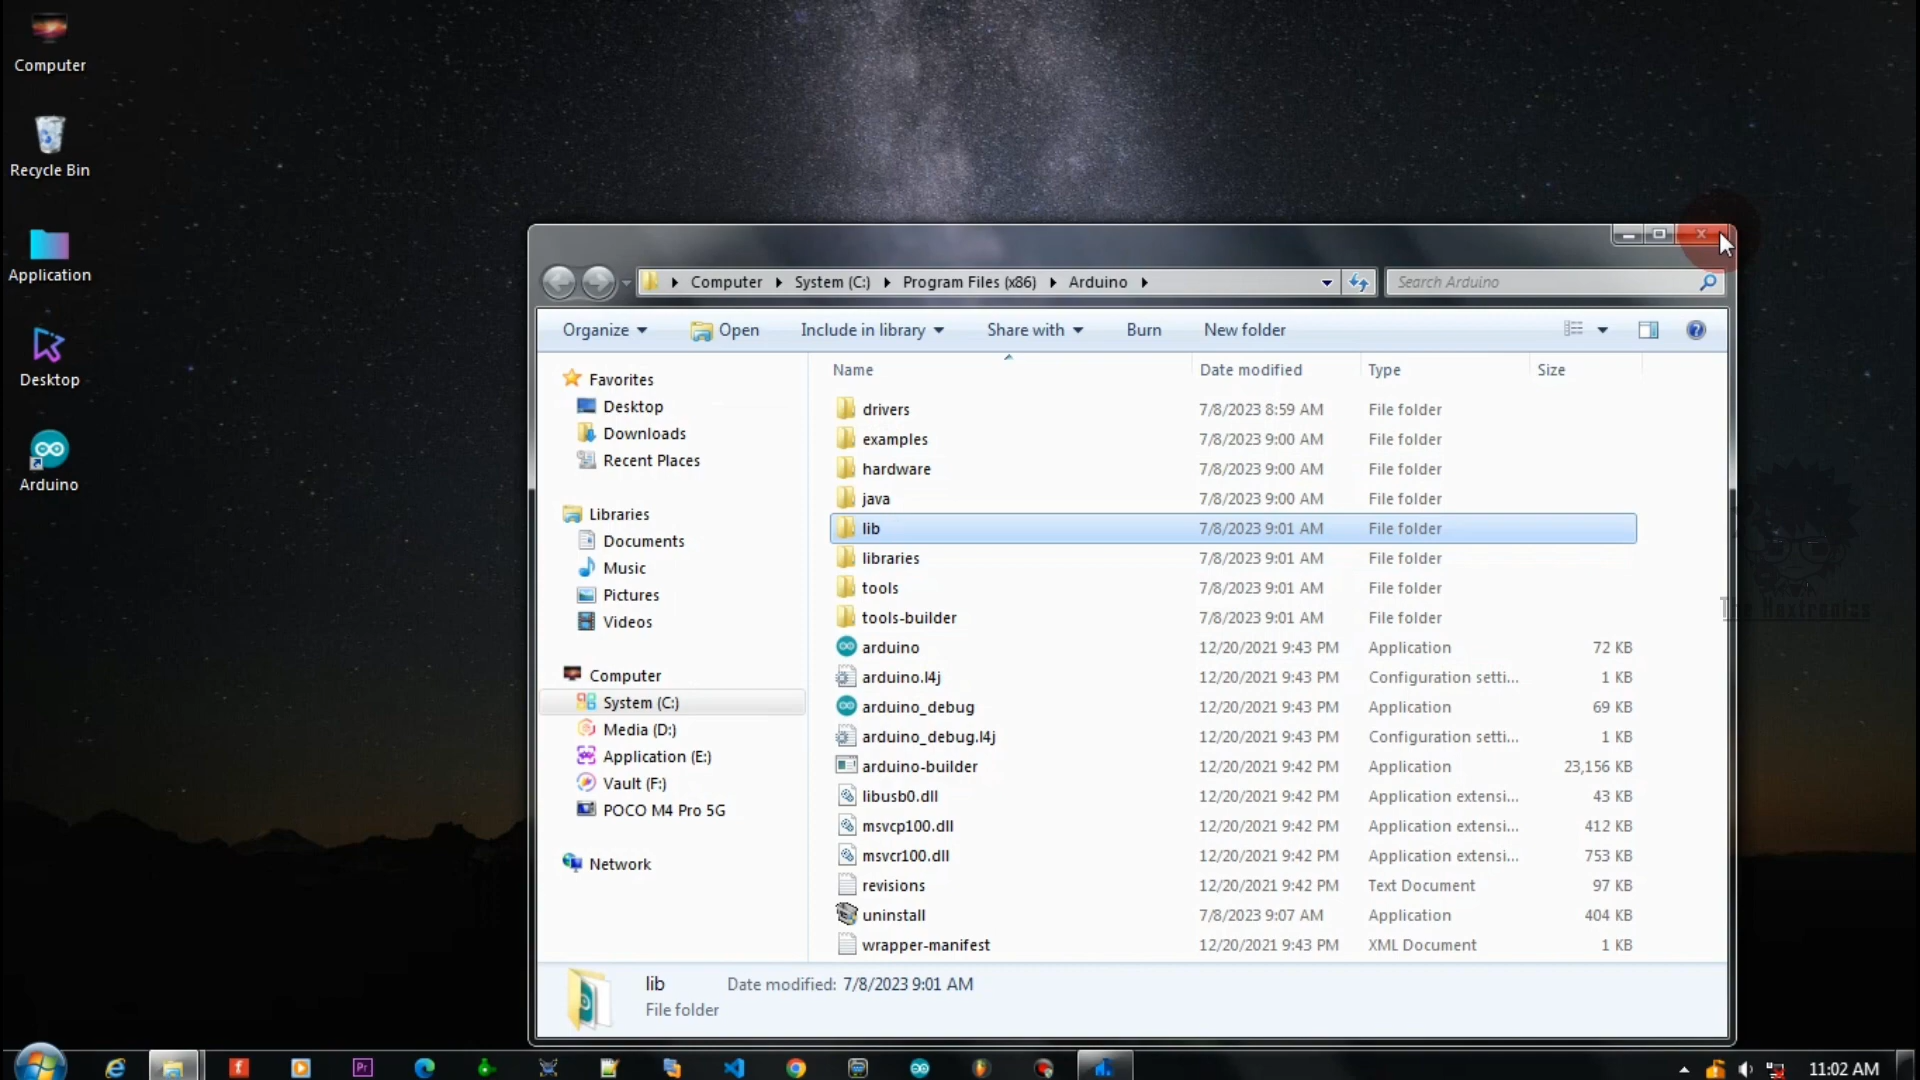 Computer
Recycle Bin
Application
Desktop
Arduino
Computer System (C:) Program Files (x86) Arduino
Search Arduino
Organize Open Include in library Share with Burn New folder
Favorites
Desktop
Downloads
Recent Places
Libraries
Documents
Music
Pictures
Videos
Computer
System (C:)
Media (D:)
Application (E:)
Vault (F:)
POCO M4 Pro 5G
Network
Name Date modified Type Size
drivers 7/8/2023 8:59 AM File folder
examples 7/8/2023 9:00 AM File folder
hardware 7/8/2023 9:00 AM File folder
java 7/8/2023 9:00 AM File folder
lib 7/8/2023 9:01 AM File folder
libraries 7/8/2023 9:01 AM File folder
tools 7/8/2023 9:01 AM File folder
tools-builder 7/8/2023 9:01 AM File folder
arduino 12/20/2021 9:43 PM Application 72 KB
arduino.l4j 12/20/2021 9:43 PM Configuration setti... 1 KB
arduino_debug 12/20/2021 9:43 PM Application 69 KB
arduino_debug.l4j 12/20/2021 9:43 PM Configuration setti... 1 KB
arduino-builder 12/20/2021 9:42 PM Application 23,156 KB
libusb0.dll 12/20/2021 9:42 PM Application extensi... 43 KB
msvcp100.dll 12/20/2021 9:42 PM Application extensi... 412 KB
msvcr100.dll 12/20/2021 9:42 PM Application extensi... 753 KB
revisions 12/20/2021 9:42 PM Text Document 97 KB
uninstall 7/8/2023 9:07 AM Application 404 KB
wrapper-manifest 12/20/2021 9:43 PM XML Document 1 KB
lib Date modified: 7/8/2023 9:01 AM
File folder
Pr
11:02 AM